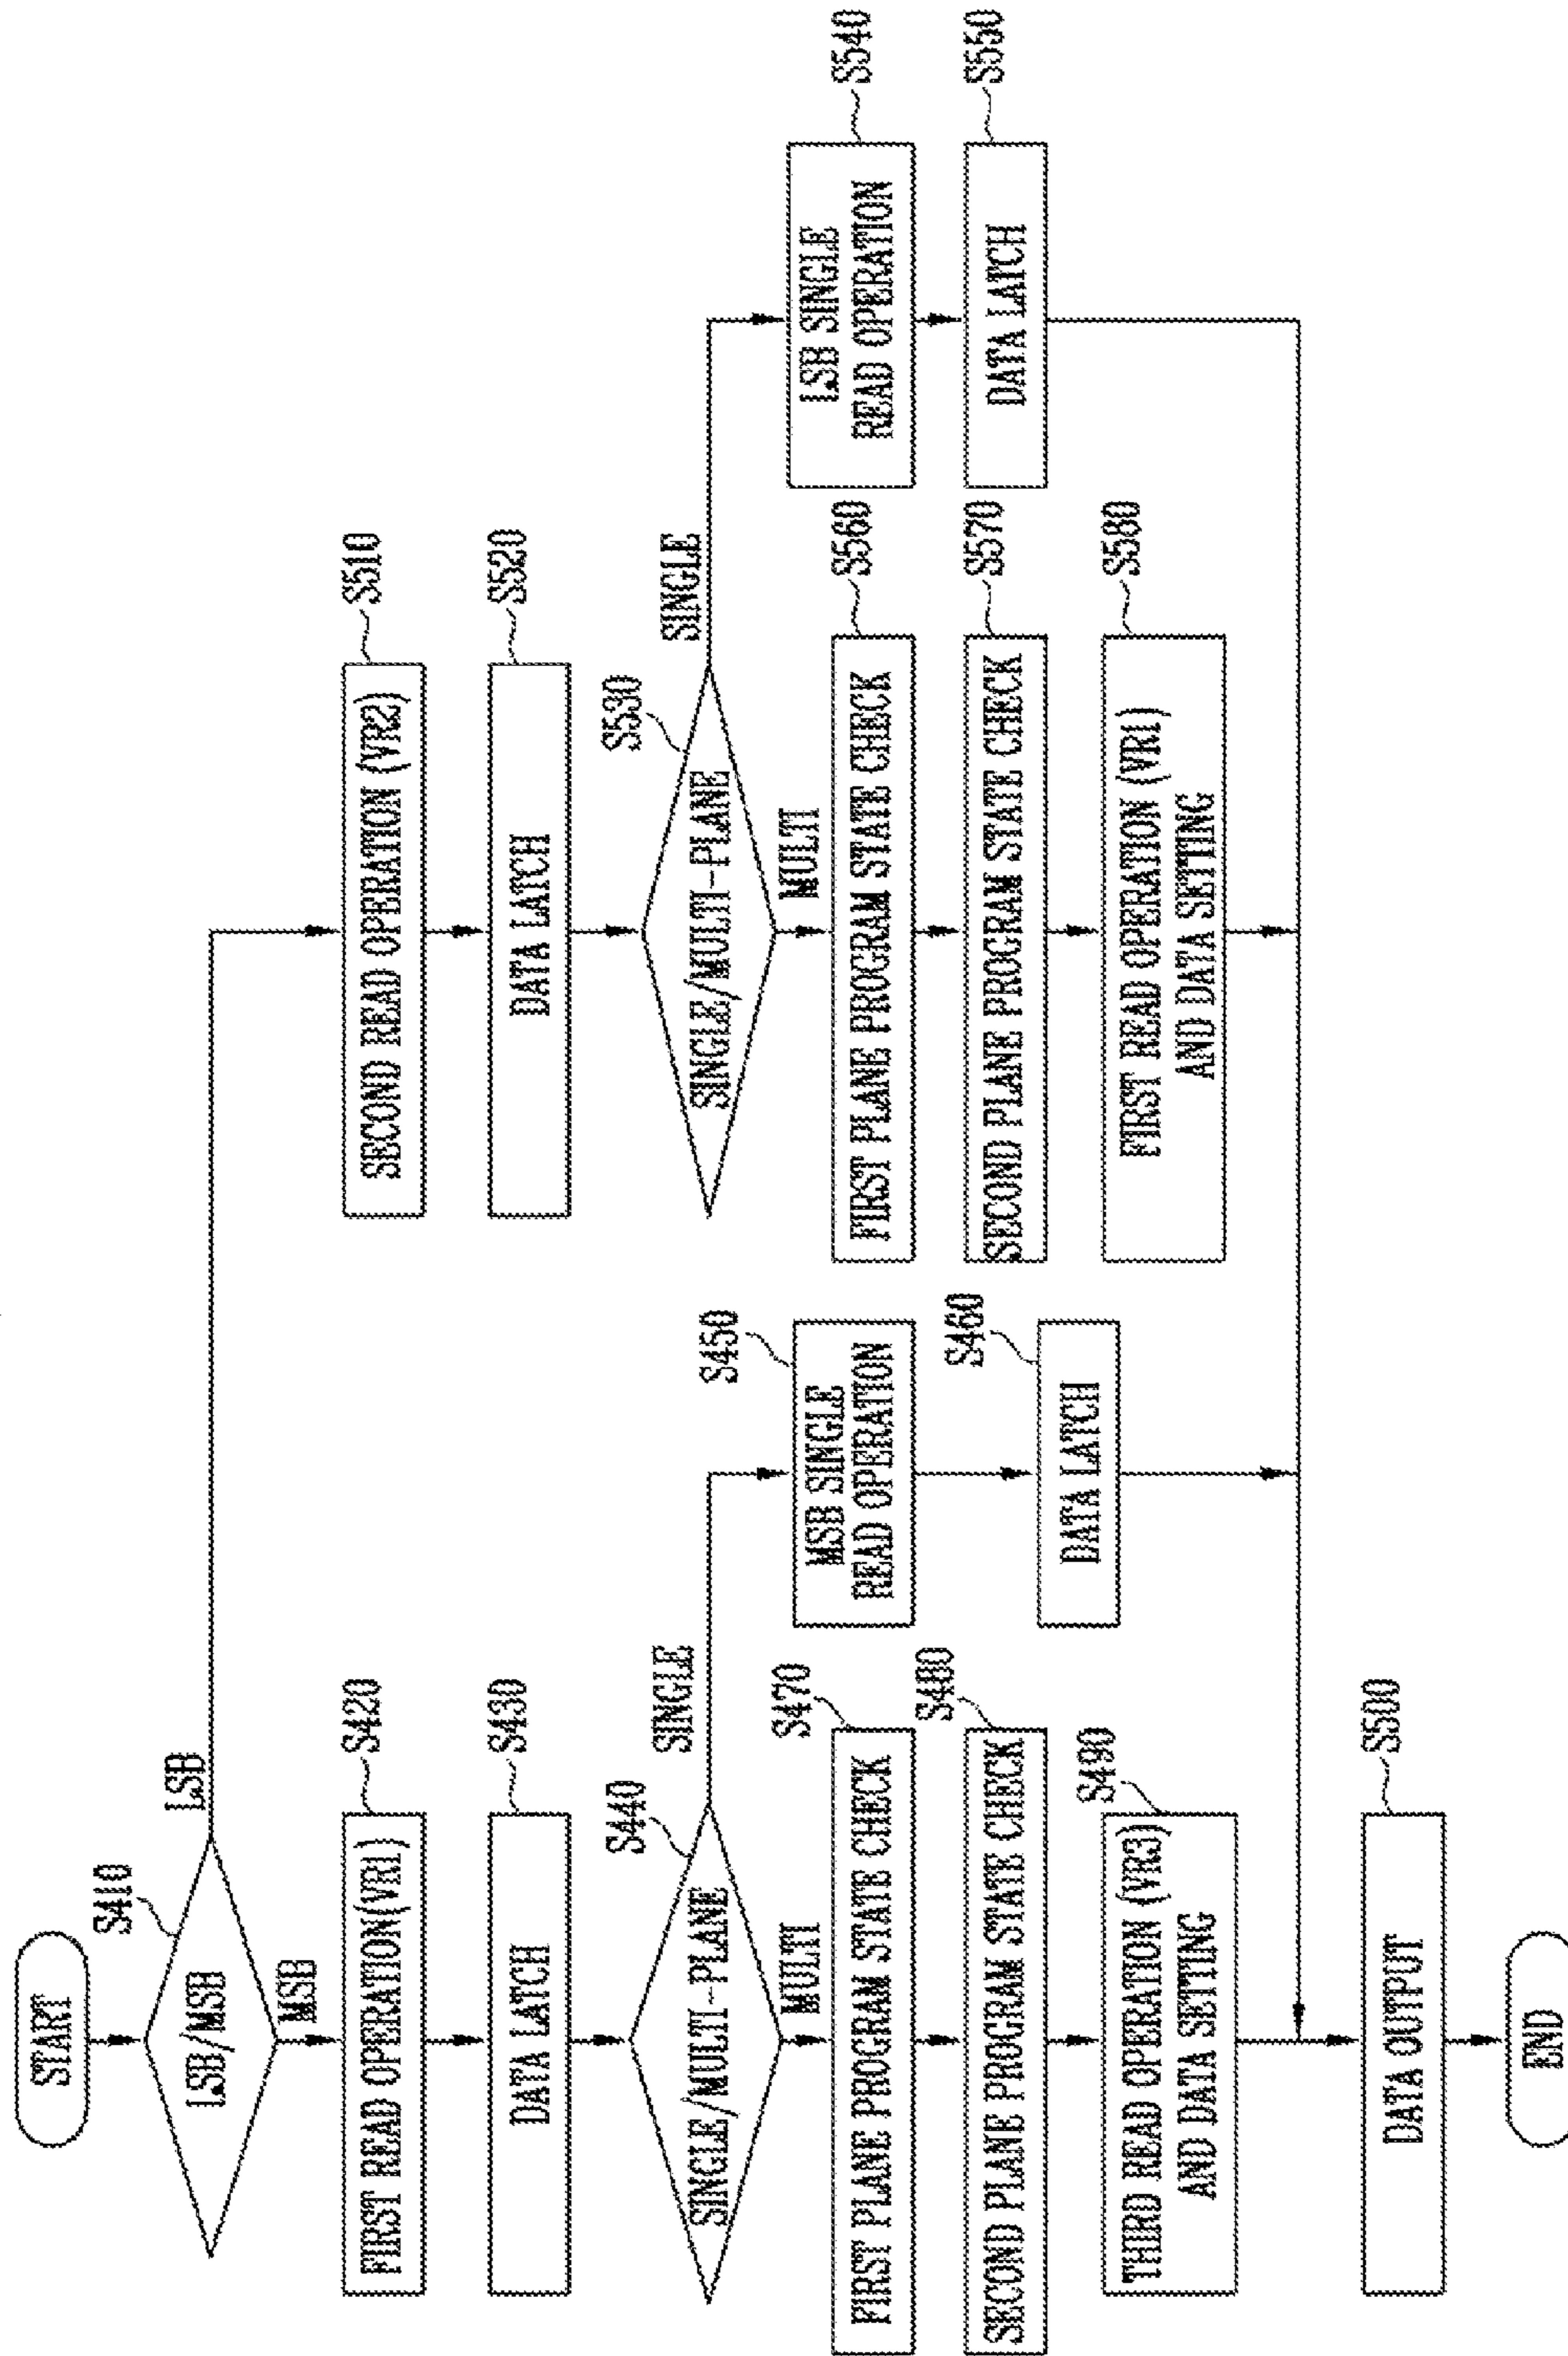 START
S410
LSB/MSB
LSB
MSB
S420
FIRST READ OPERATION(VR1)
S430
DATA LATCH
S440
SINGLE/MULTI-PLANE
SINGLE
MULTI
S450
MSB SINGLE
READ OPERATION
S460
DATA LATCH
S470
FIRST PLANE PROGRAM STATE CHECK
S480
SECOND PLANE PROGRAM STATE CHECK
S490
THIRD READ OPERATION (VR3)
AND DATA SETTING
S500
DATA OUTPUT
END
S510
SECOND READ OPERATION (VR2)
S520
DATA LATCH
S530
SINGLE/MULTI-PLANE
SINGLE
MULTI
S540
LSB SINGLE
READ OPERATION
S550
DATA LATCH
S560
FIRST PLANE PROGRAM STATE CHECK
S570
SECOND PLANE PROGRAM STATE CHECK
S580
FIRST READ OPERATION (VR1)
AND DATA SETTING